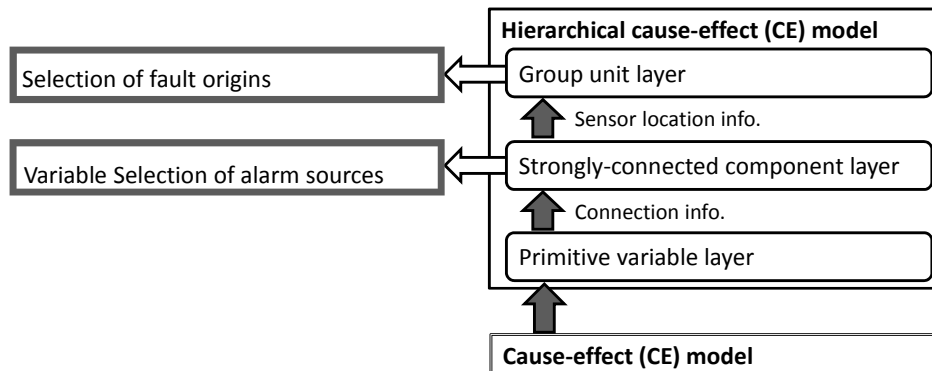 Hierarchical cause-effect (CE) model
Selection of fault origins
Group unit layer
Sensor location info.
Variable Selection of alarm sources
Strongly-connected component layer
Connection info.
Primitive variable layer
Cause-effect (CE) model